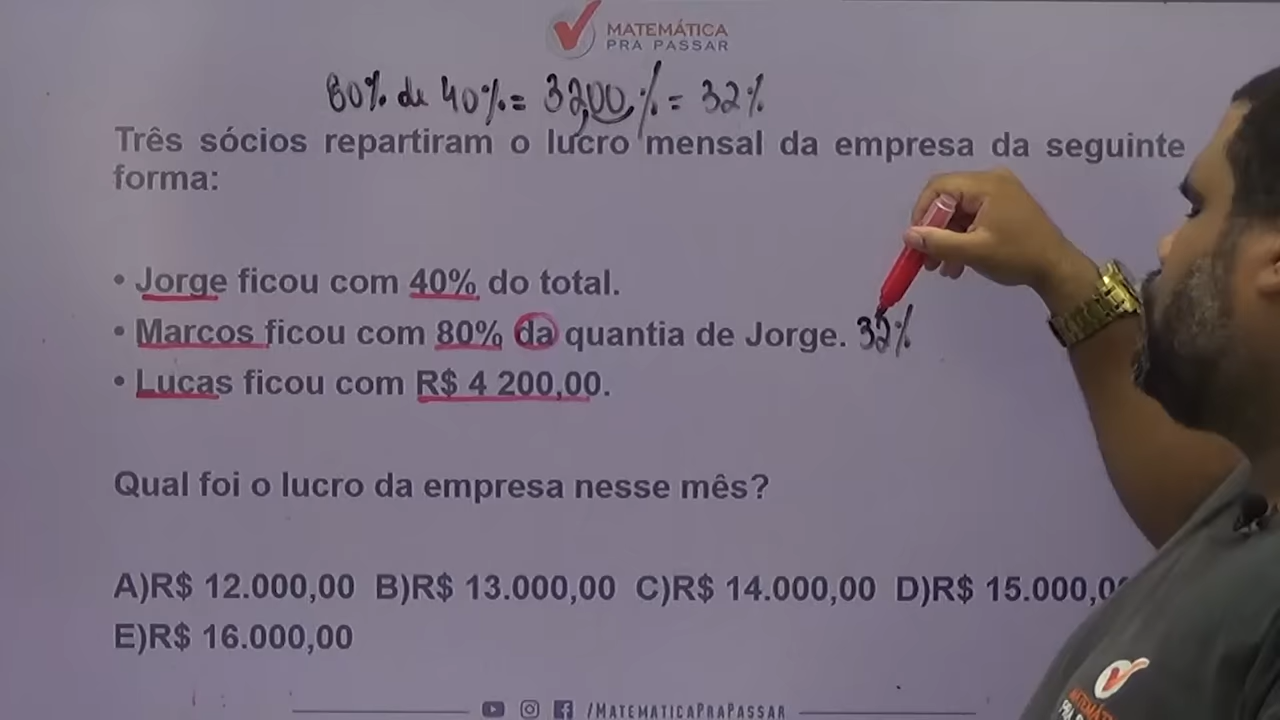 MATEMÁTICA
PRA PASSAR
80% de 40% = 32,00,% = 32%
Três sócios repartiram o lucro mensal da empresa da seguinte
forma:
• Jorge ficou com 40% do total.
• Marcos ficou com 80% da quantia de Jorge. 32%
• Lucas ficou com R$ 4 200,00.
Qual foi o lucro da empresa nesse mês?
A)R$ 12.000,00 B)R$ 13.000,00 C)R$ 14.000,00 D)R$ 15.000,0
E)R$ 16.000,00
/MATEMATICAPRAPASSAR